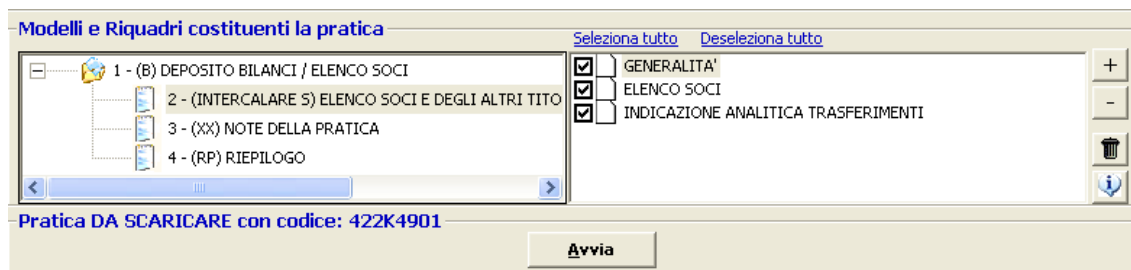 Modelli e Riquadri costituenti la pratica
Seleziona tutto Deseleziona tutto
1 - (B) DEPOSITO BILANCI / ELENCO SOCI
2 - (INTERCALARE S) ELENCO SOCI E DEGLI ALTRI TITO
3 - (XX) NOTE DELLA PRATICA
4 - (RP) RIEPILOGO
GENERALITA'
ELENCO SOCI
INDICAZIONE ANALITICA TRASFERIMENTI
+
-
Pratica DA SCARICARE con codice: 422K4901
Avvia